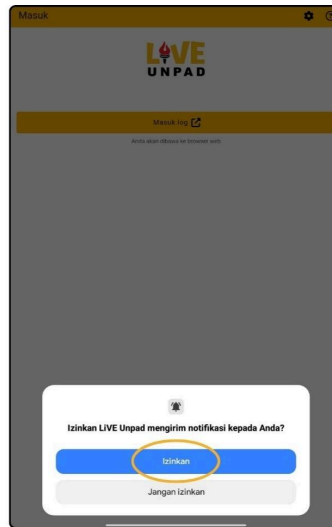 Masuk
LiVE
UNPAD
Masuk log
Anda akan dibawa ke browser web
Izinkan LiVE Unpad mengirim notifikasi kepada Anda?
Izinkan
Jangan izinkan